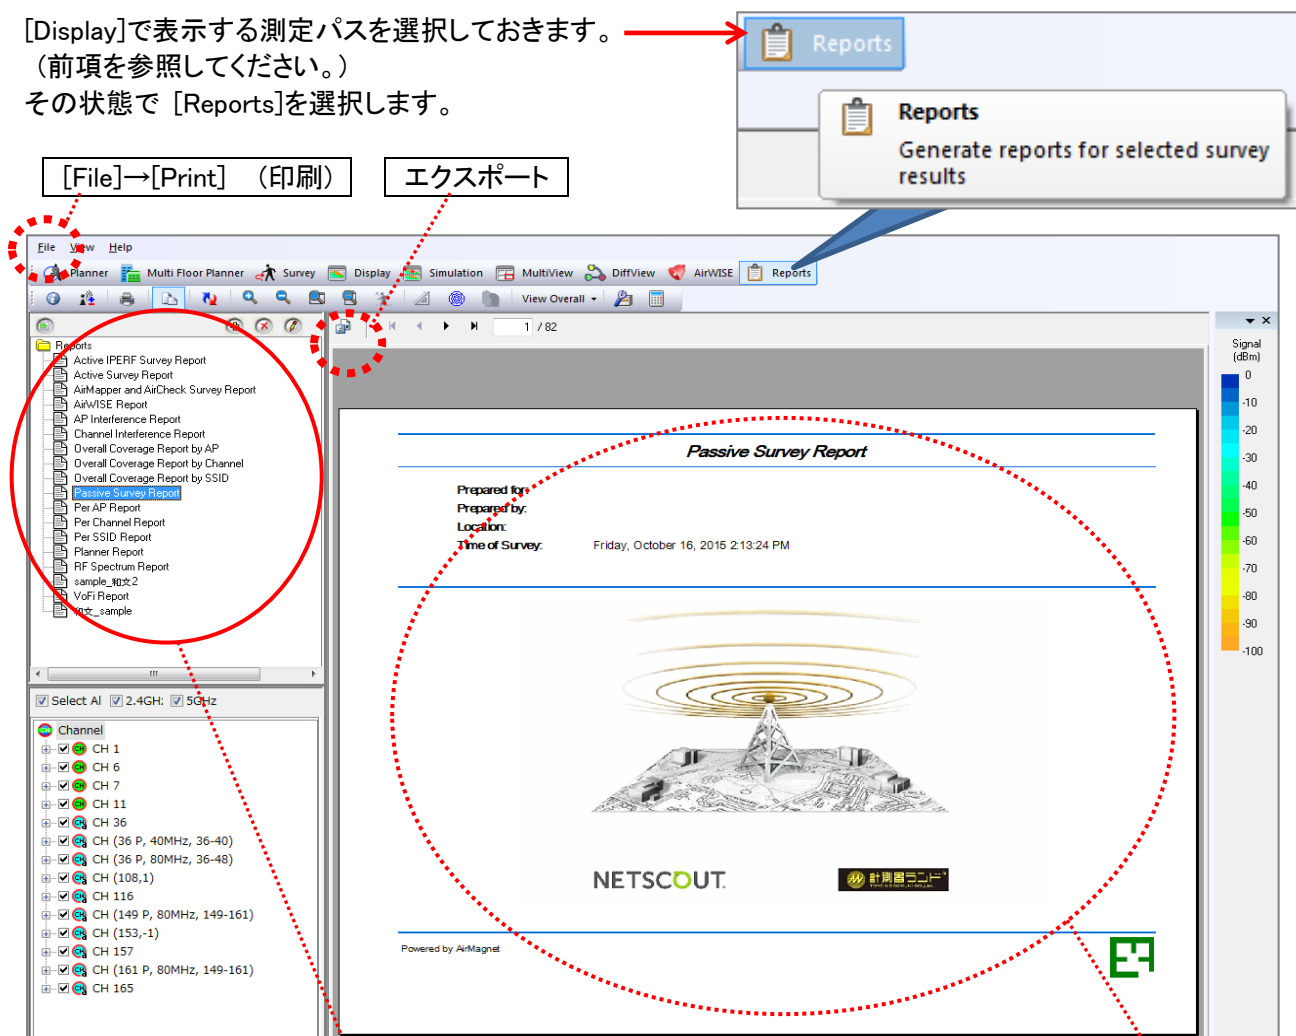 [Display]で表示する測定パスを選択しておきます。
（前項を参照してください。）
その状態で [Reports]を選択します。
Reports
Reports
Generate reports for selected survey
results
[File]→[Print] （印刷）
エクスポート
File View Help
Planner Multi Floor Planner Survey Display Simulation MultiView DiffView AirWISE Reports
View Overall
1 / 82
Reports
Active IPERF Survey Report
Active Survey Report
AirMapper and AirCheck Survey Report
AirWISE Report
AP Interference Report
Channel Interference Report
Overall Coverage Report by AP
Overall Coverage Report by Channel
Overall Coverage Report by SSID
Passive Survey Report
Per AP Report
Per Channel Report
Per SSID Report
Planner Report
RF Spectrum Report
sample_和文2
VoFi Report
和文_sample
Select Al 2.4GH: 5GHz
Channel
CH 1
CH 6
CH 7
CH 11
CH 36
CH (36 P, 40MHz, 36-40)
CH (36 P, 80MHz, 36-48)
CH (108,1)
CH 116
CH (149 P, 80MHz, 149-161)
CH (153,-1)
CH 157
CH (161 P, 80MHz, 149-161)
CH 165
Passive Survey Report
Prepared for:
Prepared by:
Location:
Time of Survey: Friday, October 16, 2015 2:13:24 PM
NETSCOUT.
計測器ランド
Powered by AirMagnet
Signal
(dBm)
0
-10
-20
-30
-40
-50
-60
-70
-80
-90
-100